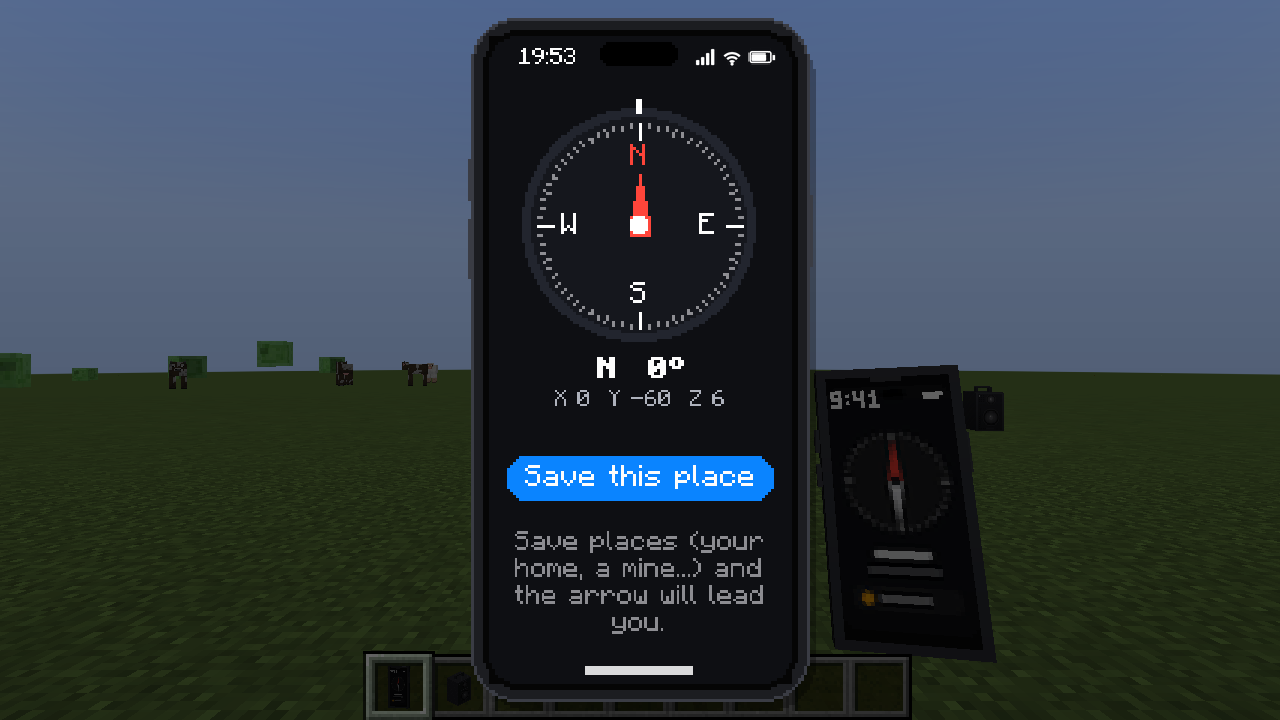 19:53
N
W E
S
N 0°
X 0 Y -60 Z 6
Save this place
Save places (your
home, a mine...) and
the arrow will lead
you.
9:41